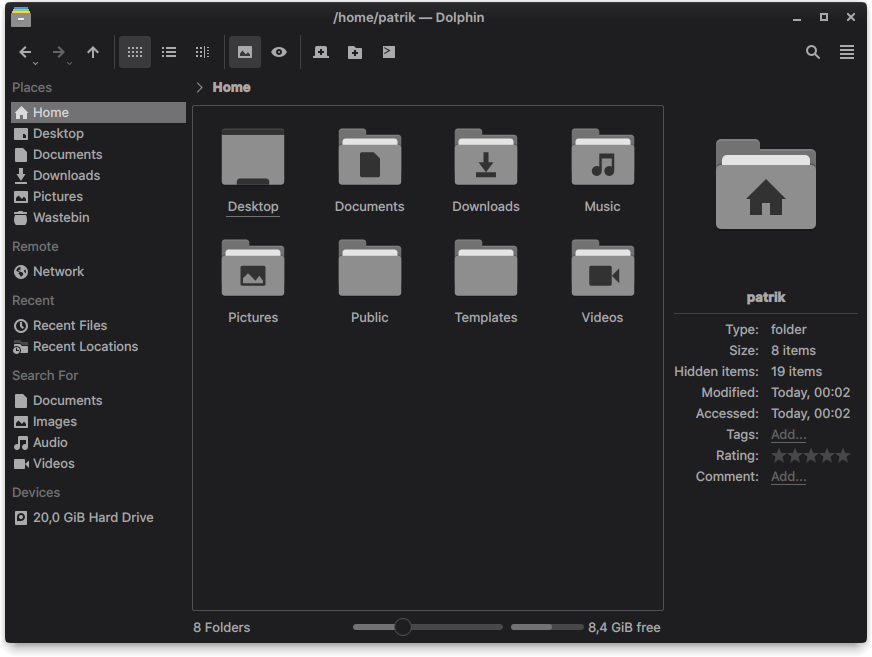 /home/patrik — Dolphin
Places
Home
Desktop
Documents
Downloads
Pictures
Wastebin
Remote
Network
Recent
Recent Files
Recent Locations
Search For
Documents
Images
Audio
Videos
Devices
20,0 GiB Hard Drive
Home
Desktop
Documents
Downloads
Music
Pictures
Public
Templates
Videos
8 Folders
8,4 GiB free
patrik
Type: folder
Size: 8 items
Hidden items: 19 items
Modified: Today, 00:02
Accessed: Today, 00:02
Tags: Add...
Rating:
Comment: Add...